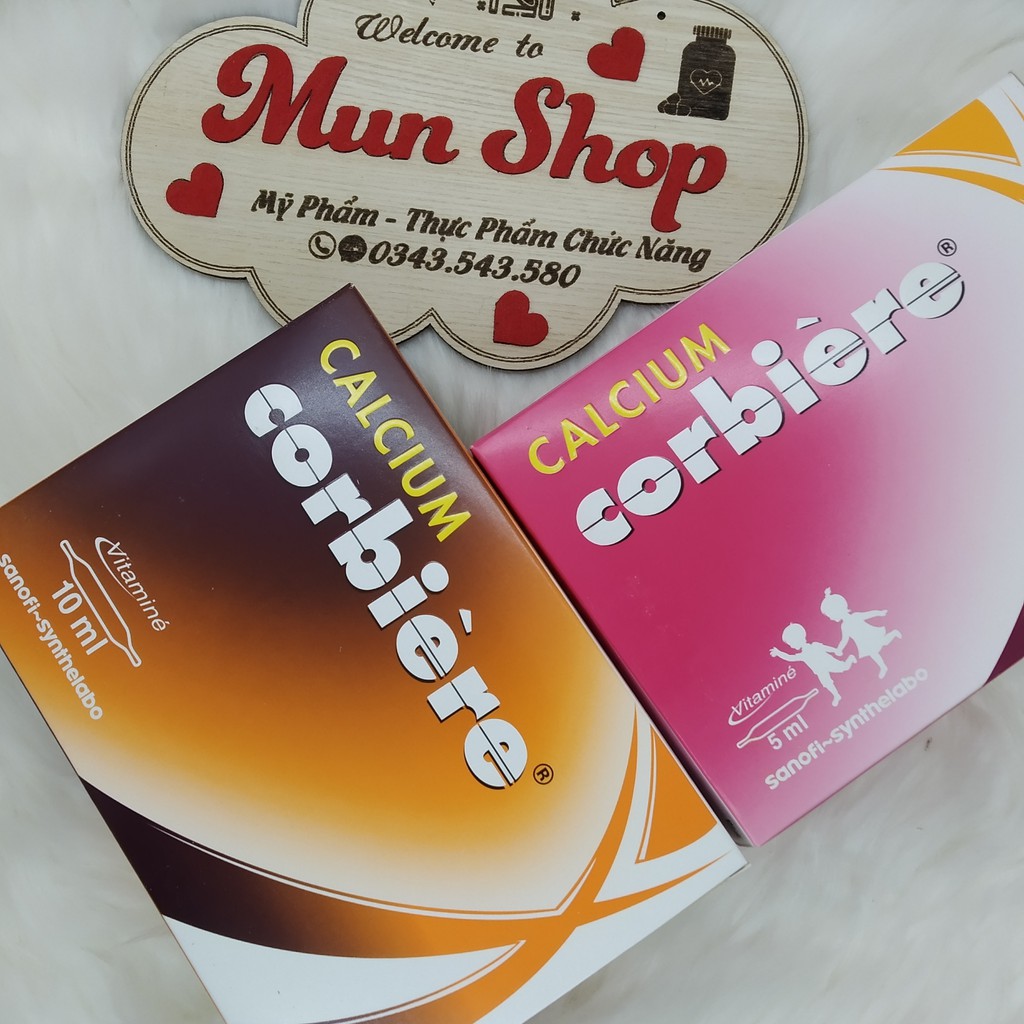 Welcome to
Mun Shop
Mỹ Phẩm - Thực Phẩm Chức Năng
0343.543.580
CALCIUM
corbière®
Vitaminé
10 ml
sanofi~synthelabo
CALCIUM
corbière®
Vitaminé
5 ml
sanofi~synthelabo